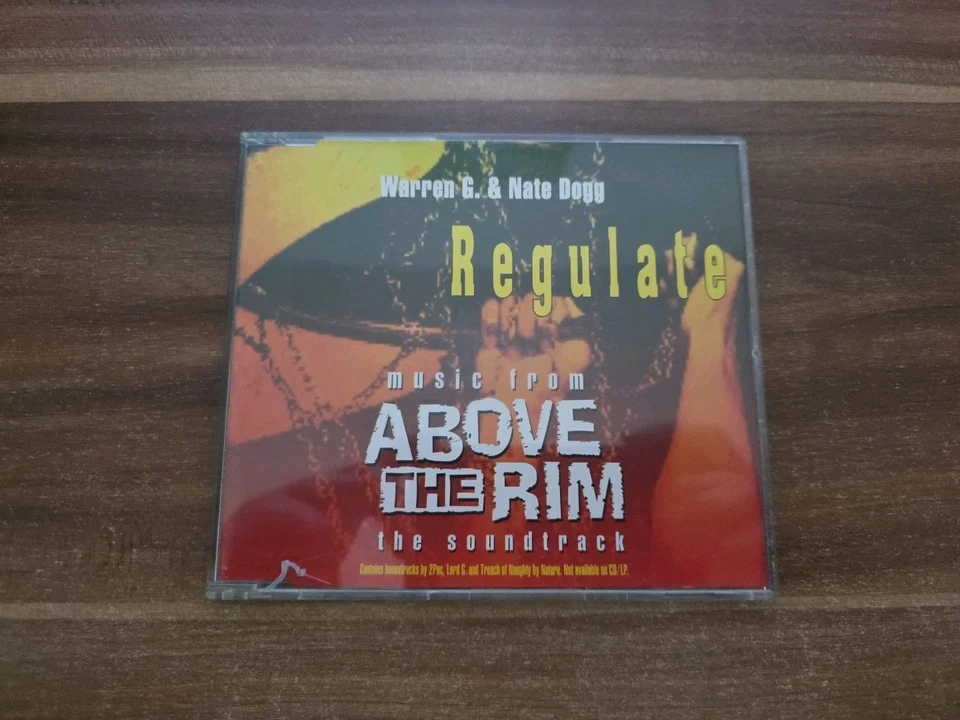 Warren G. & Nate Dogg
Regulate
music from
ABOVE
THE RIM
the soundtrack
Contains bonustracks by 2Pac, Lord G. and Treach of Naughty by Nature. Not available on CD/LP.